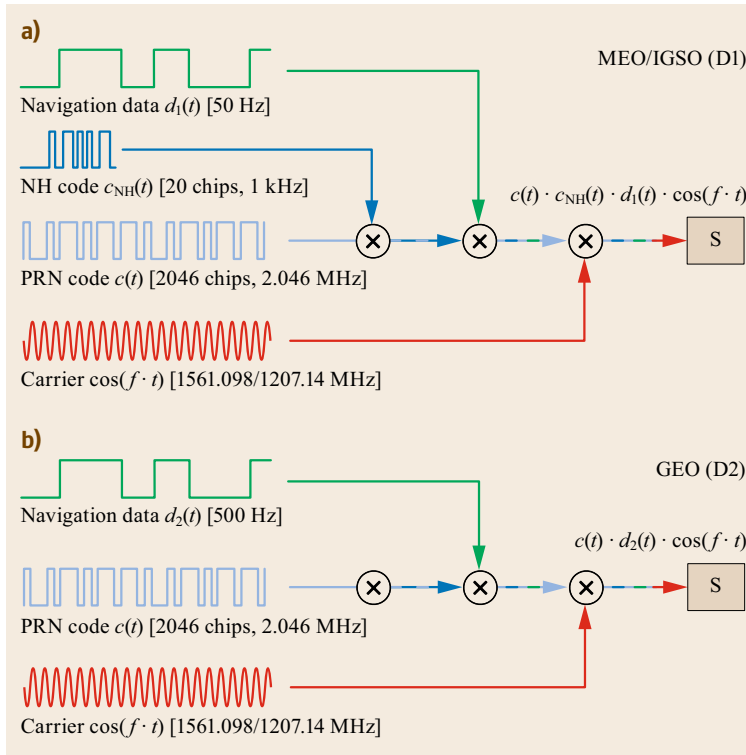 a)
MEO/IGSO (D1)
Navigation data d₁(t) [50 Hz]
NH code c_NH(t) [20 chips, 1 kHz]
c(t) · c_NH(t) · d₁(t) · cos(f · t)
S
PRN code c(t) [2046 chips, 2.046 MHz]
Carrier cos(f · t) [1561.098/1207.14 MHz]
b)
GEO (D2)
Navigation data d₂(t) [500 Hz]
c(t) · d₂(t) · cos(f · t)
S
PRN code c(t) [2046 chips, 2.046 MHz]
Carrier cos(f · t) [1561.098/1207.14 MHz]